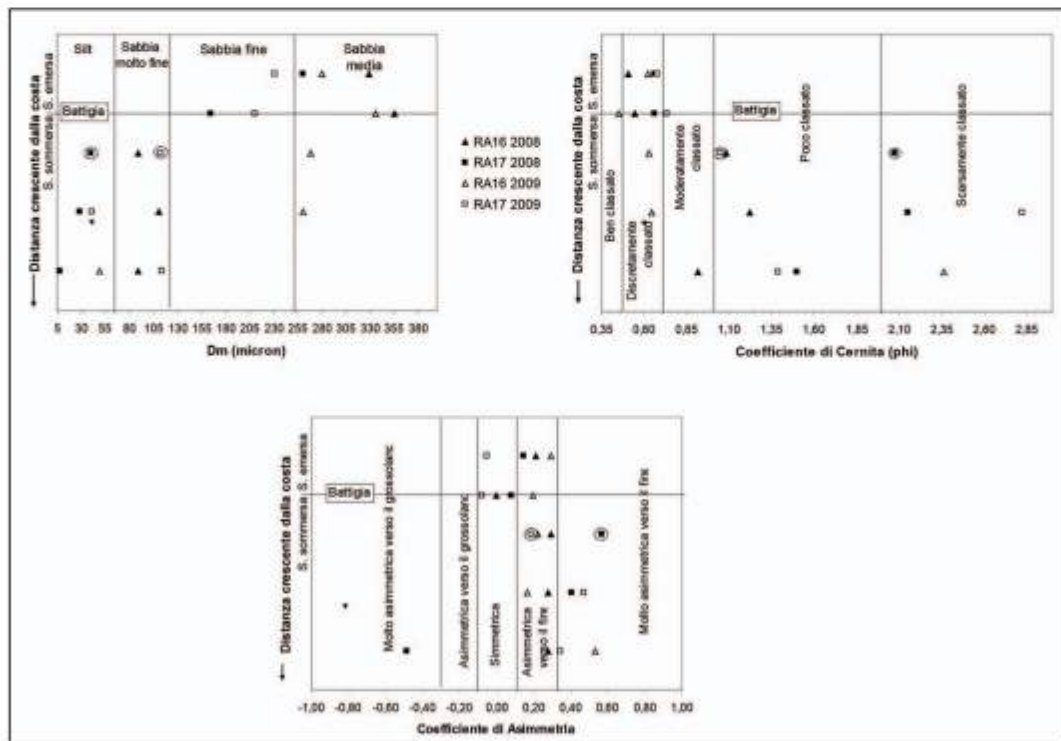 Silt
Sabbia
molto fine
Sabbia fine
Sabbia
media
Battigia
S. emersa
S. sommersa
Distanza crescente dalla costa
5 30 55 80 105 130 155 180 205 230 255 280 305 330 355 380
Dm (micron)
RA16 2008
RA17 2008
RA16 2009
RA17 2009
Battigia
S. sommersa
S. emersa
Distanza crescente dalla costa
Ben classato
Discretamente
classato
Moderatamente
classato
Poco classato
Scarsamente classato
0,35 0,60 0,85 1,10 1,35 1,60 1,85 2,10 2,35 2,60 2,85
Coefficiente di Cernita (phi)
Battigia
S. emersa
S. sommersa
Distanza crescente dalla costa
Molto asimmetrica verso il grossolano
Asimmetrica verso il grossolano
Simmetrica
Asimmetrica
verso il fine
Molto asimmetrica verso il fine
-1,00 -0,80 -0,60 -0,40 -0,20 0,00 0,20 0,40 0,60 0,80 1,00
Coefficiente di Asimmetria